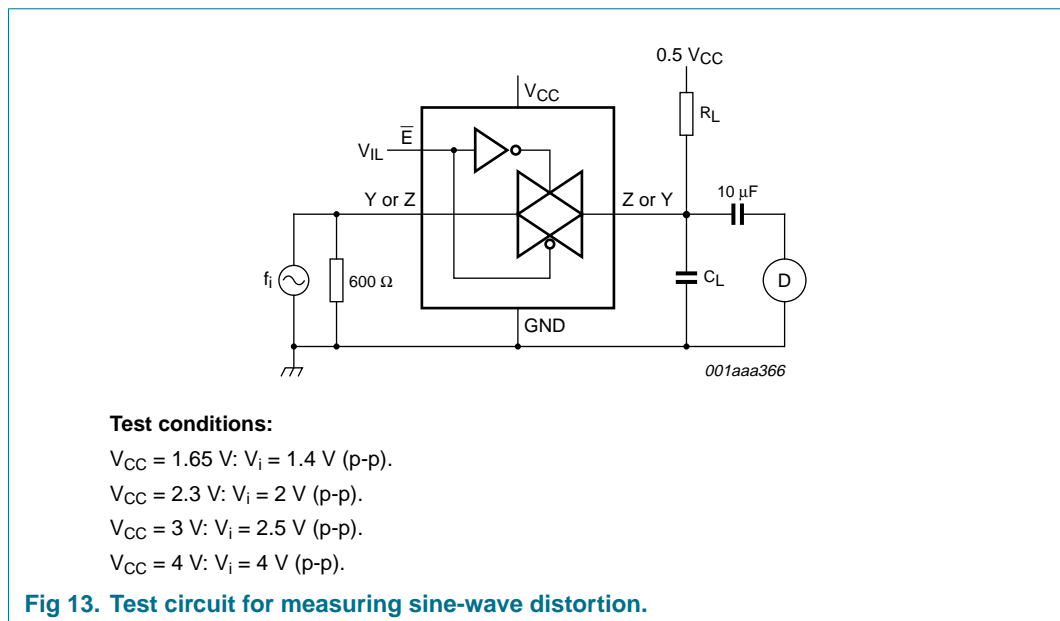 0.5 VCC
VCC
RL
E̅
VIL
Y or Z
Z or Y
10 μF
fi
600 Ω
CL
D
GND
001aaa366
Test conditions:
VCC = 1.65 V: Vi = 1.4 V (p-p).
VCC = 2.3 V: Vi = 2 V (p-p).
VCC = 3 V: Vi = 2.5 V (p-p).
VCC = 4 V: Vi = 4 V (p-p).
Fig 13. Test circuit for measuring sine-wave distortion.